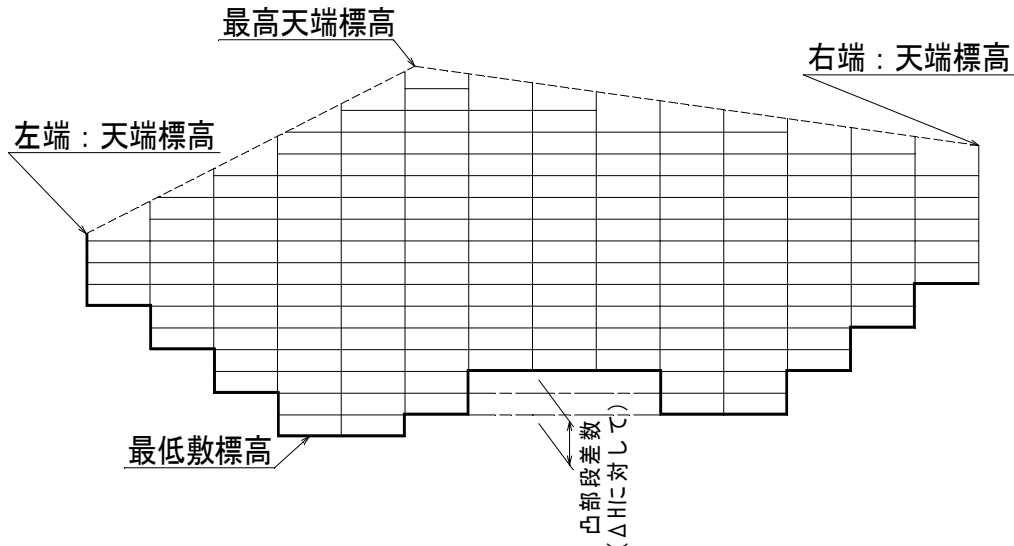 最高天端標高
右端：天端標高
左端：天端標高
最低敷標高
凸部段差数
（△Hに対して）